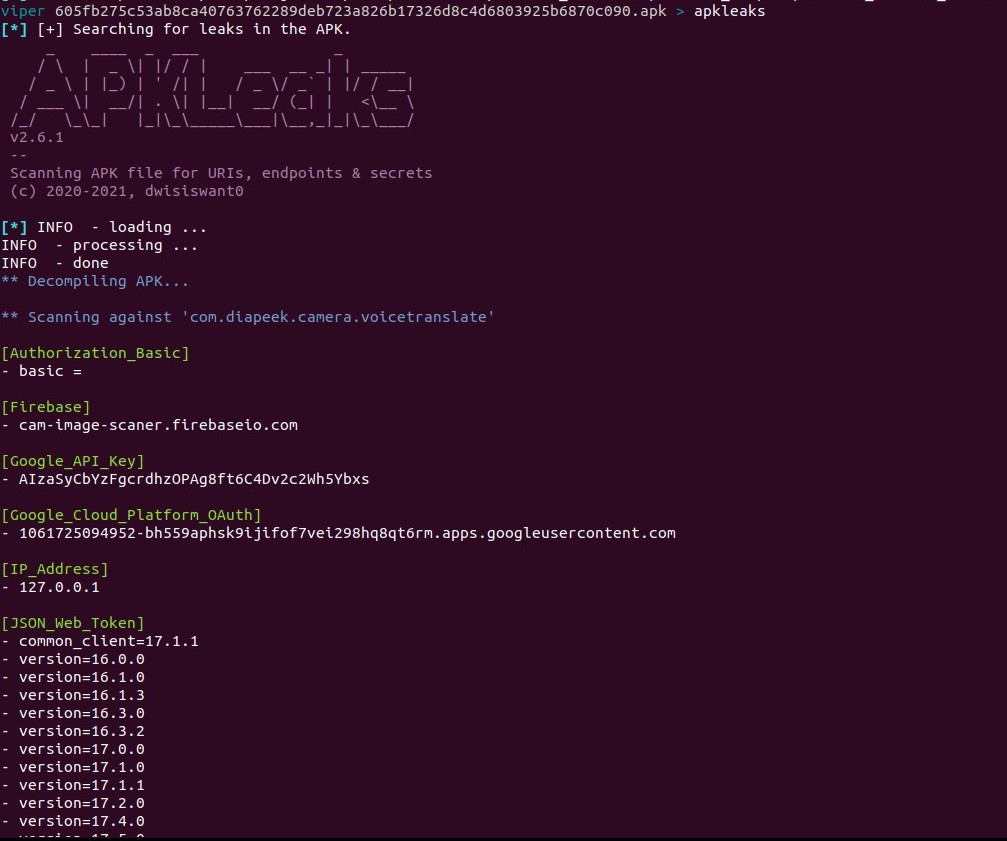 viper 605fb275c53ab8ca40763762289deb723a826b17326d8c4d6803925b6870c090.apk > apkleaks
[*] [+] Searching for leaks in the APK.
APKLeaks
v2.6.1
--
Scanning APK file for URIs, endpoints & secrets
(c) 2020-2021, dwisiswant0
[*] INFO  - loading ...
INFO  - processing ...
INFO  - done
** Decompiling APK...
** Scanning against 'com.diapeek.camera.voicetranslate'
[Authorization_Basic]
- basic =
[Firebase]
- cam-image-scaner.firebaseio.com
[Google_API_Key]
- AIzaSyCbYzFgcrdhzOPAg8ft6C4Dv2c2Wh5Ybxs
[Google_Cloud_Platform_OAuth]
- 1061725094952-bh559aphsk9ijifof7vei298hq8qt6rm.apps.googleusercontent.com
[IP_Address]
- 127.0.0.1
[JSON_Web_Token]
- common_client=17.1.1
- version=16.0.0
- version=16.1.0
- version=16.1.3
- version=16.3.0
- version=16.3.2
- version=17.0.0
- version=17.1.0
- version=17.1.1
- version=17.2.0
- version=17.4.0